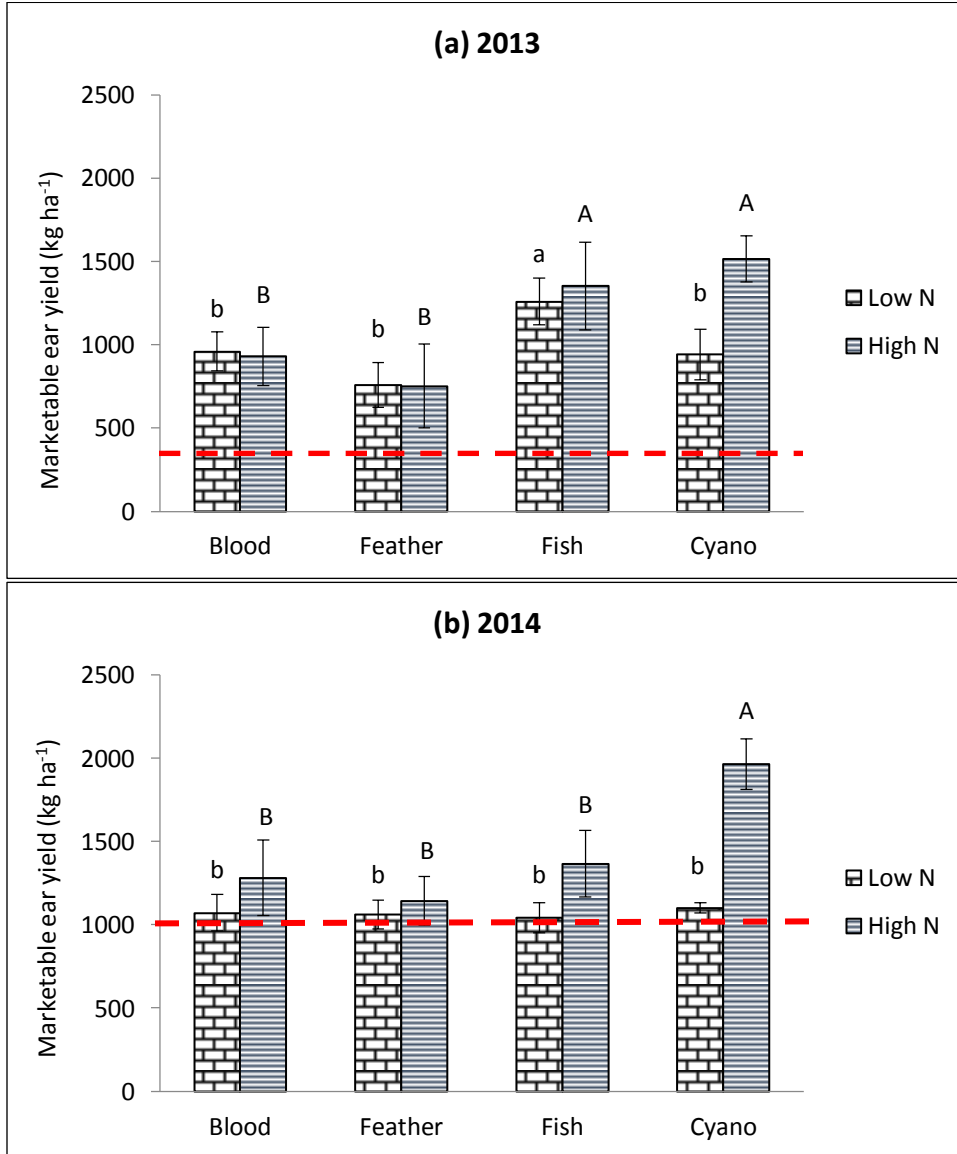 (a) 2013
Marketable ear yield (kg ha⁻¹)
2500
2000
1500
1000
500
0
b
B
b
B
a
A
b
A
Low N
High N
Blood
Feather
Fish
Cyano
(b) 2014
Marketable ear yield (kg ha⁻¹)
2500
2000
1500
1000
500
0
b
B
b
B
b
B
b
A
Low N
High N
Blood
Feather
Fish
Cyano